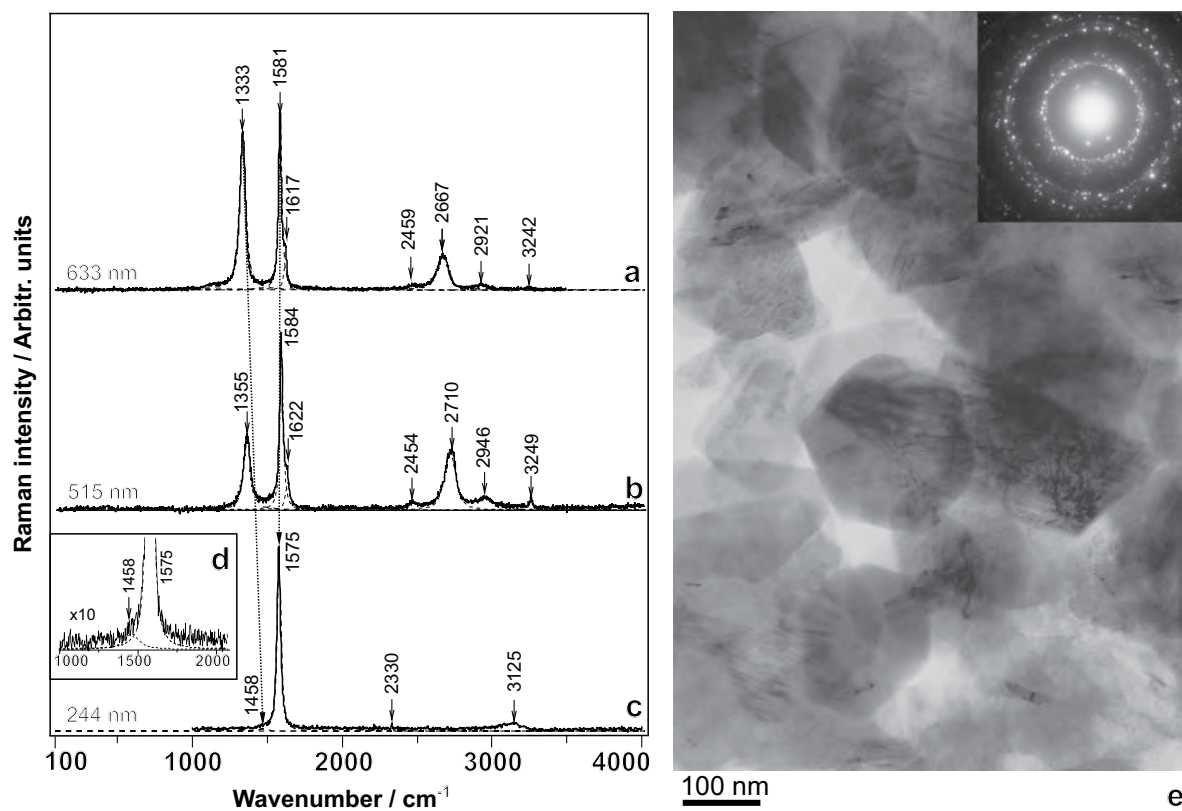 Raman intensity / Arbitr. units
1333
1581
1617
2459
2667
2921
3242
633 nm
a
1355
1584
1622
2454
2710
2946
3249
515 nm
b
d
1458
1575
x10
1000 1500 2000
1458
1575
2330
3125
244 nm
c
100 1000 2000 3000 4000
Wavenumber / cm⁻¹
100 nm
e